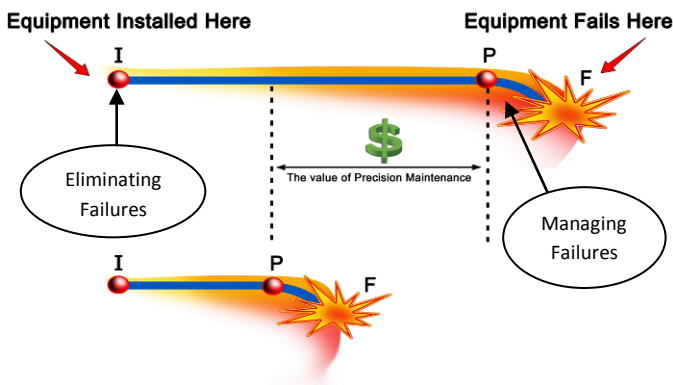 Equipment Installed Here
Equipment Fails Here
I
P
F
Eliminating
Failures
$
The value of Precision Maintenance
Managing
Failures
I
P
F